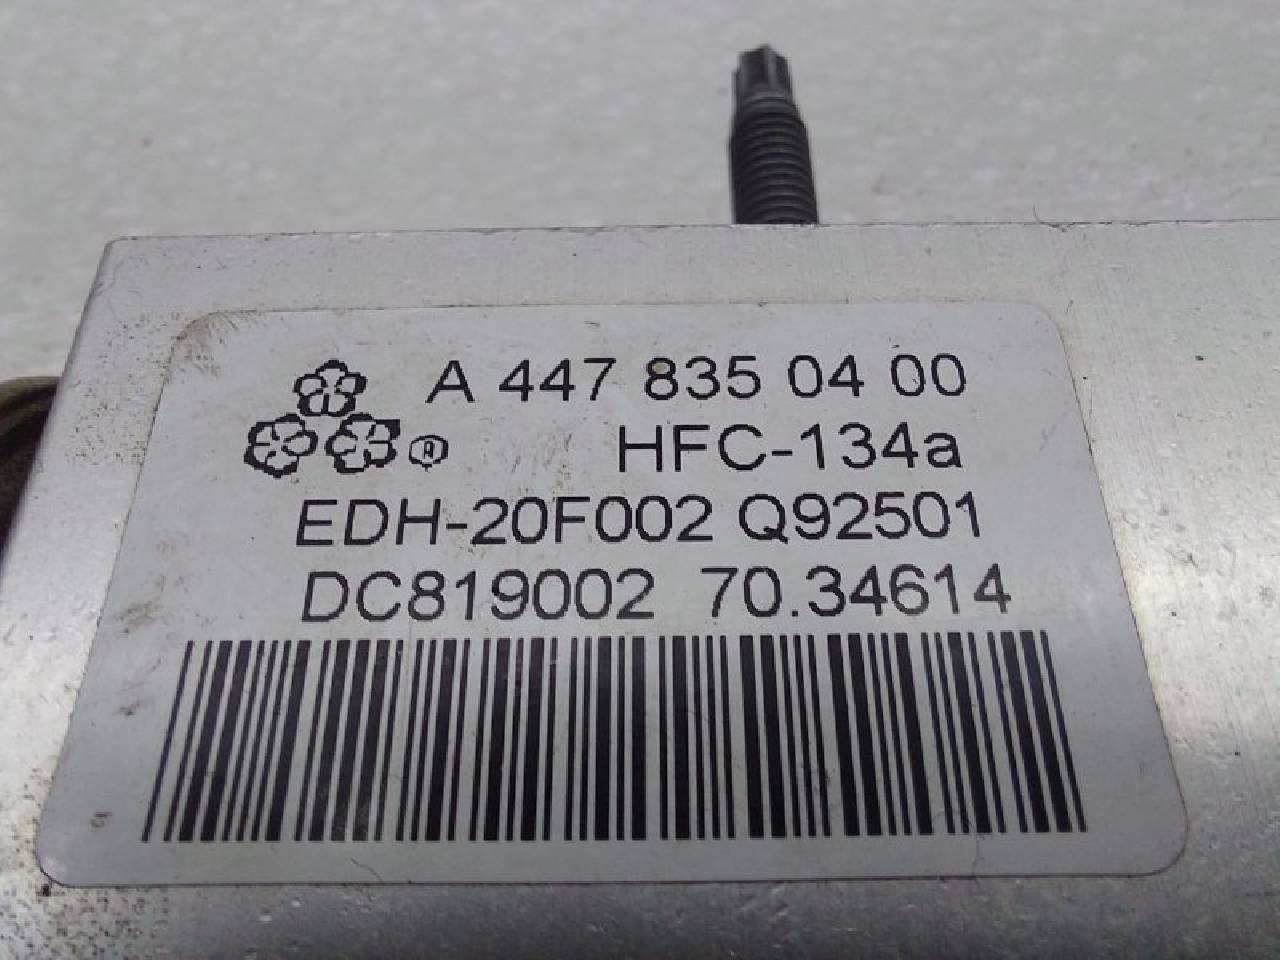 A 447 835 04 00
HFC-134a
EDH-20F002 Q92501
DC819002 70.34614